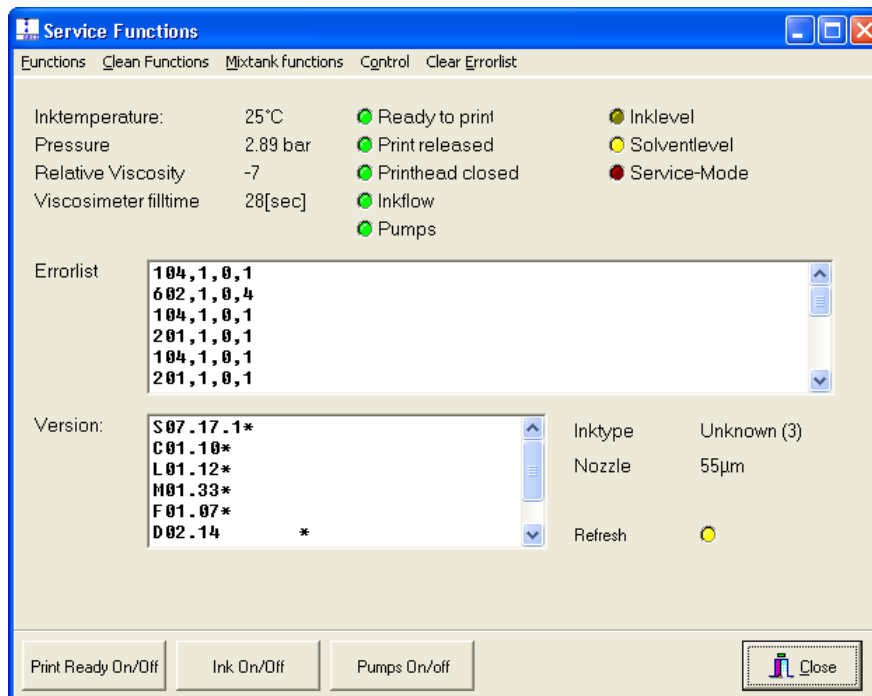 Service Functions
Functions Clean Functions Mixtank functions Control Clear Errorlist
Inktemperature: 25°C Ready to print Inklevel
Pressure 2.89 bar Print released Solventlevel
Relative Viscosity -7 Printhead closed Service-Mode
Viscosimeter filltime 28[sec] Inkflow
Pumps
Errorlist
104,1,0,1
602,1,0,4
104,1,0,1
201,1,0,1
104,1,0,1
201,1,0,1
Version:
S07.17.1*
C01.10*
L01.12*
M01.33*
F01.07*
D02.14 *
Inktype Unknown (3)
Nozzle 55µm
Refresh
Print Ready On/Off Ink On/Off Pumps On/off Close